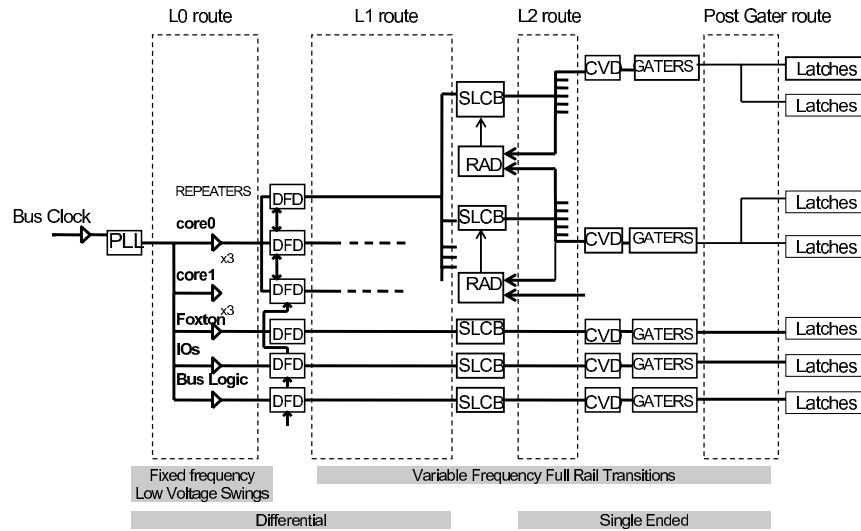 L0 route L1 route L2 route Post Gater route
CVD GATERS Latches
SLCB
Latches
RAD
REPEATERS DFD
Latches
SLCB
Bus Clock core0
PLL DFD CVD GATERS Latches
x3
core1 RAD
DFD
x3
Foxton DFD SLCB CVD GATERS Latches
IOs
DFD SLCB CVD GATERS Latches
Bus Logic
DFD SLCB CVD GATERS Latches
Fixed frequency Variable Frequency Full Rail Transitions
Low Voltage Swings
Differential Single Ended